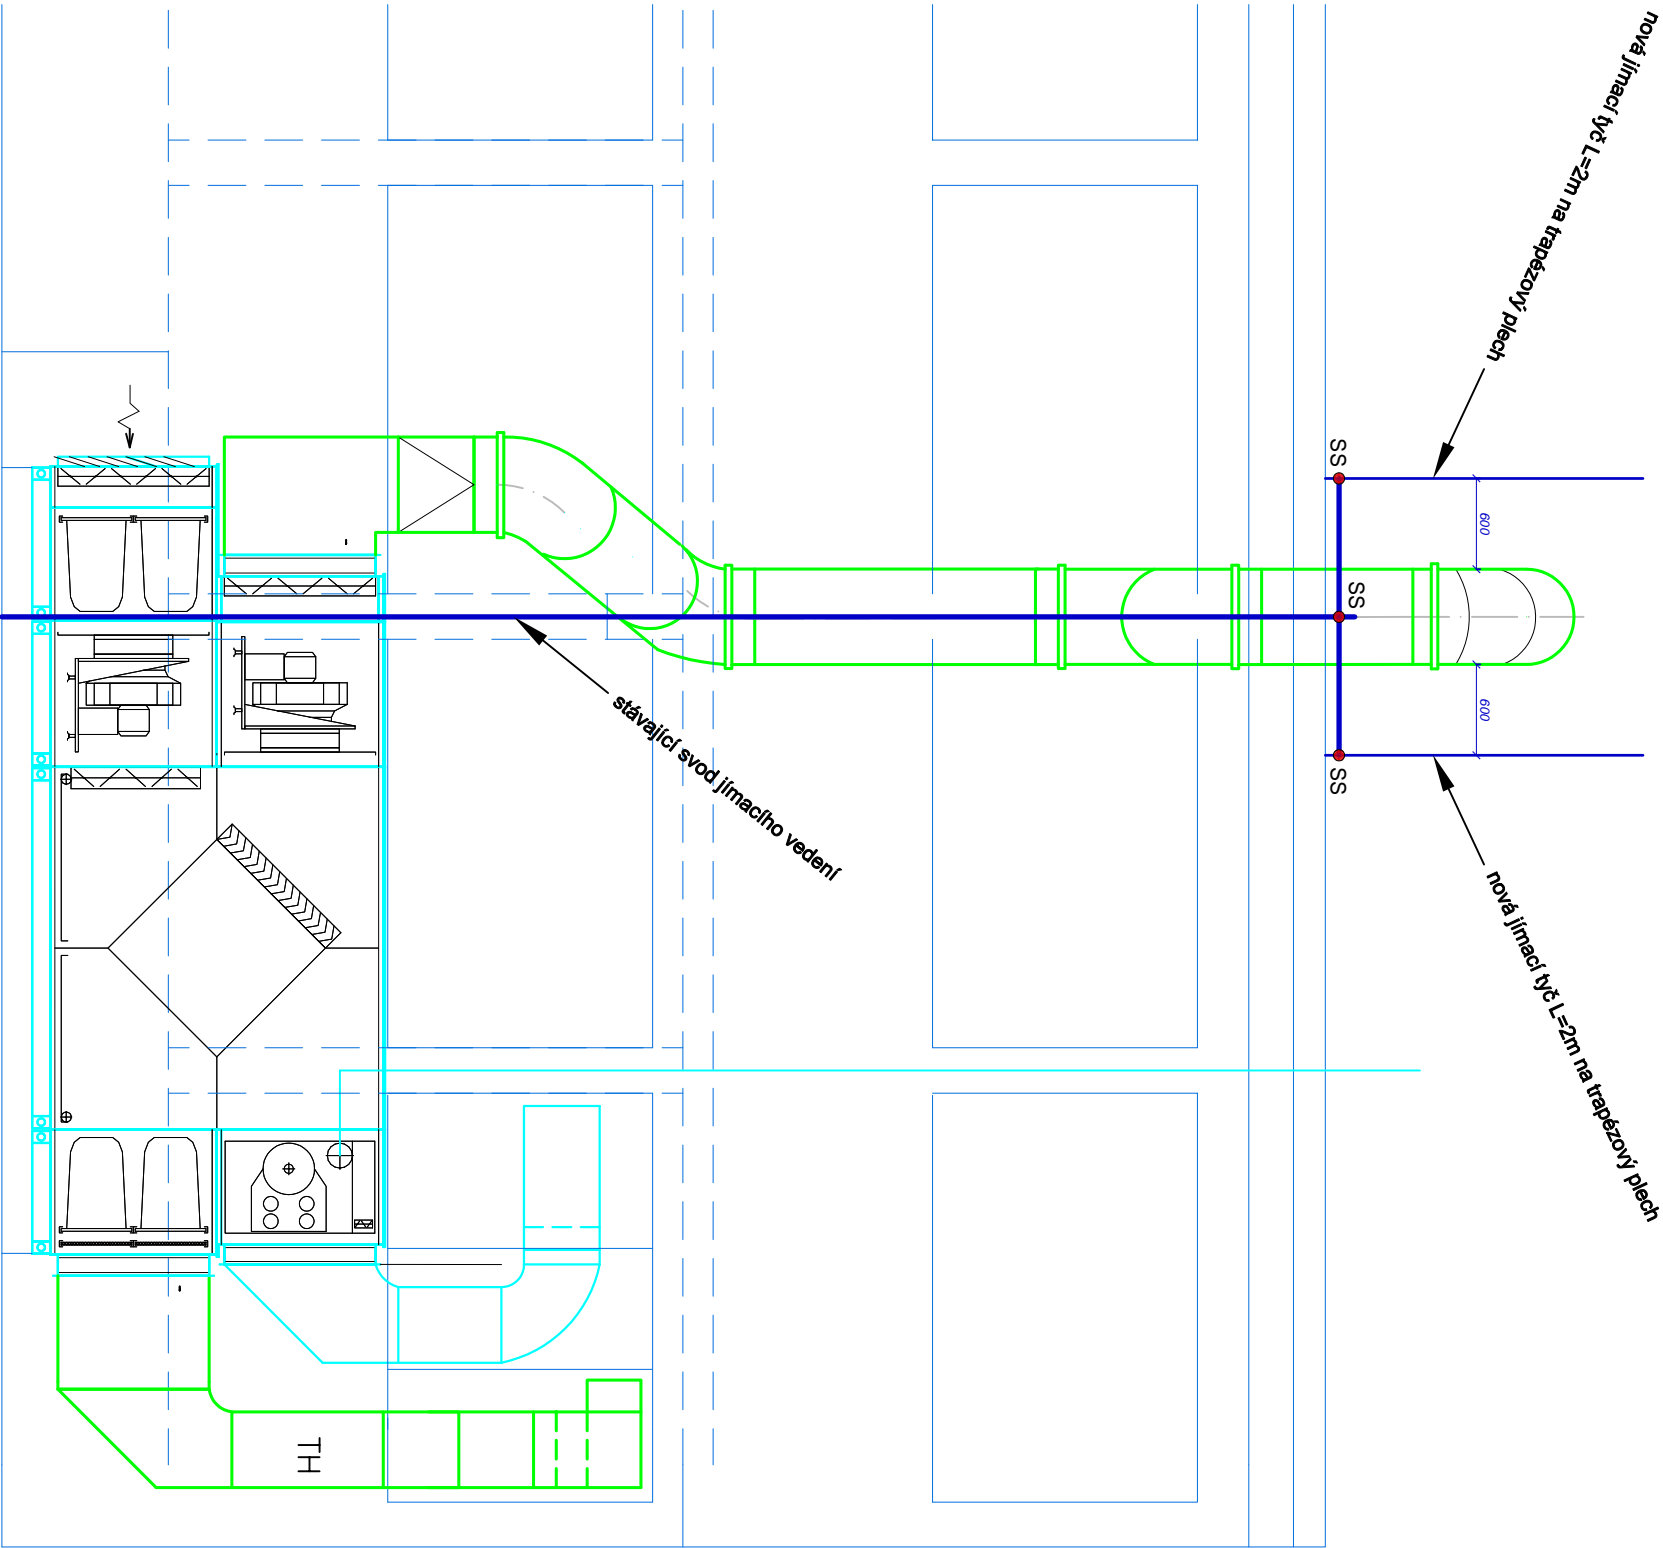 nová jímací tyč L=2m na trapézový plech
SS
600
SS
600
SS
nová jímací tyč L=2m na trapézový plech
stávající svod jímacího vedení
TH